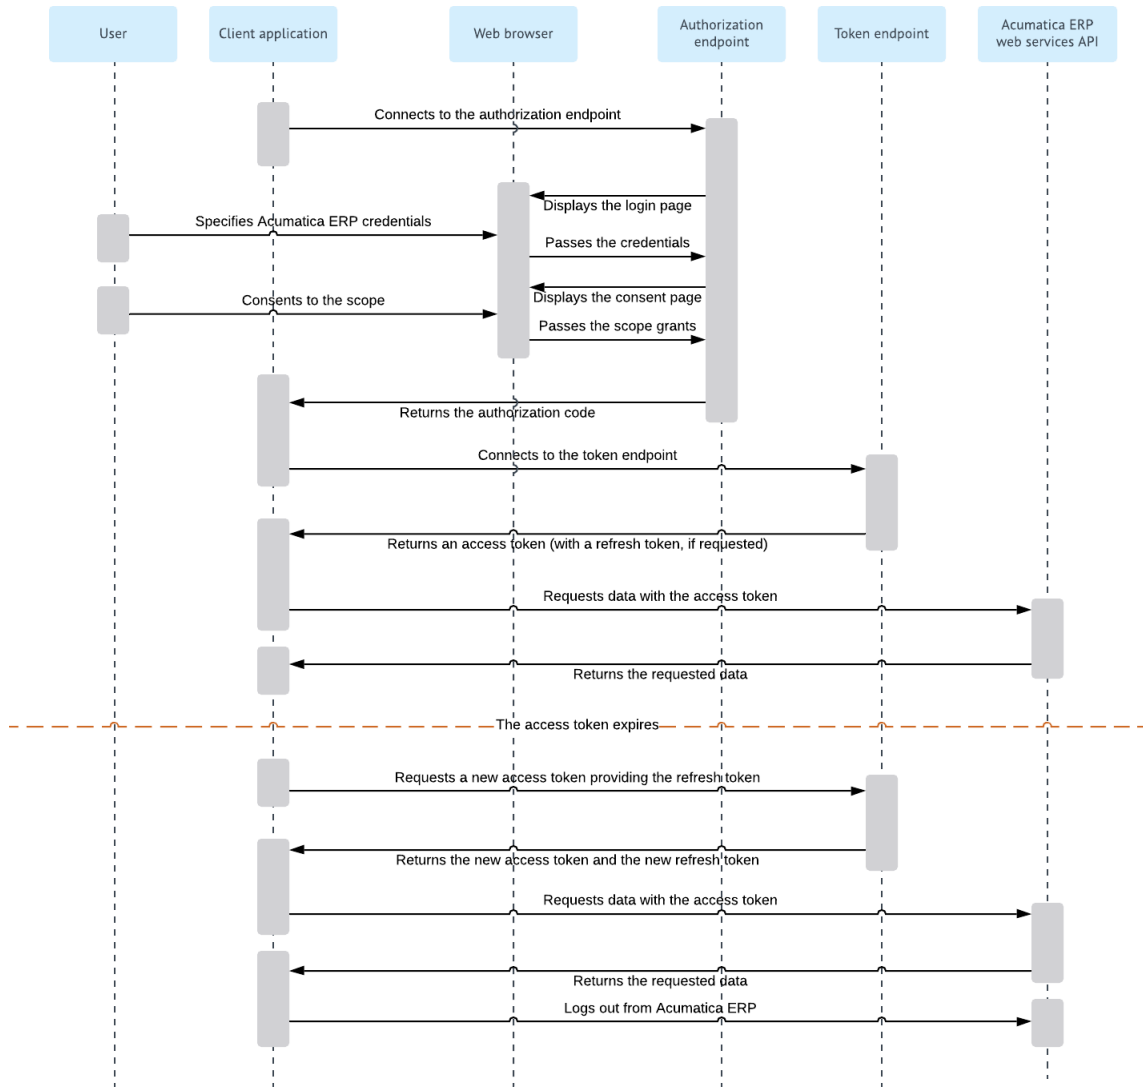 User
Client application
Web browser
Authorization
endpoint
Token endpoint
Acumatica ERP
web services API
Connects to the authorization endpoint
Displays the login page
Specifies Acumatica ERP credentials
Passes the credentials
Displays the consent page
Consents to the scope
Passes the scope grants
Returns the authorization code
Connects to the token endpoint
Returns an access token (with a refresh token, if requested)
Requests data with the access token
Returns the requested data
The access token expires
Requests a new access token providing the refresh token
Returns the new access token and the new refresh token
Requests data with the access token
Returns the requested data
Logs out from Acumatica ERP